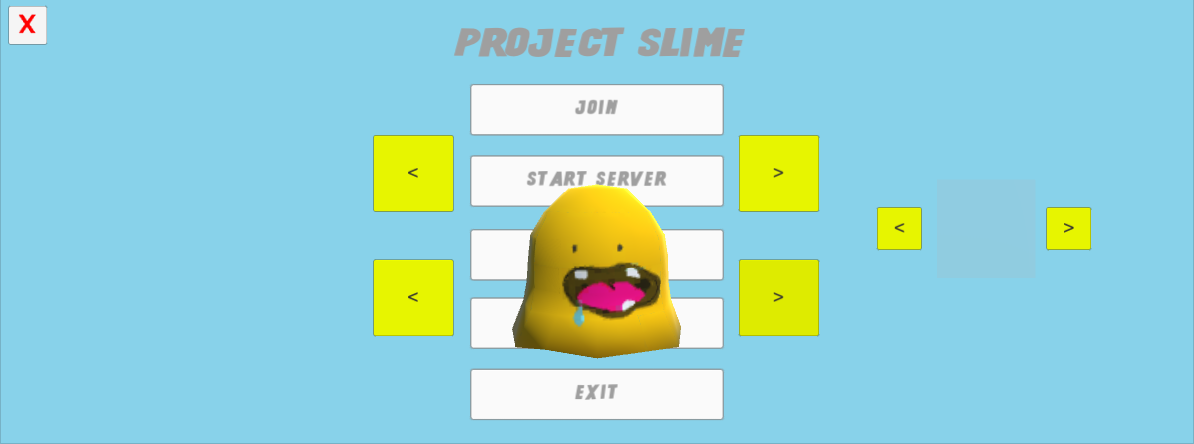 X
PROJECT SLIME
JOIN
< >
START SERVER
< >
< >
EXIT